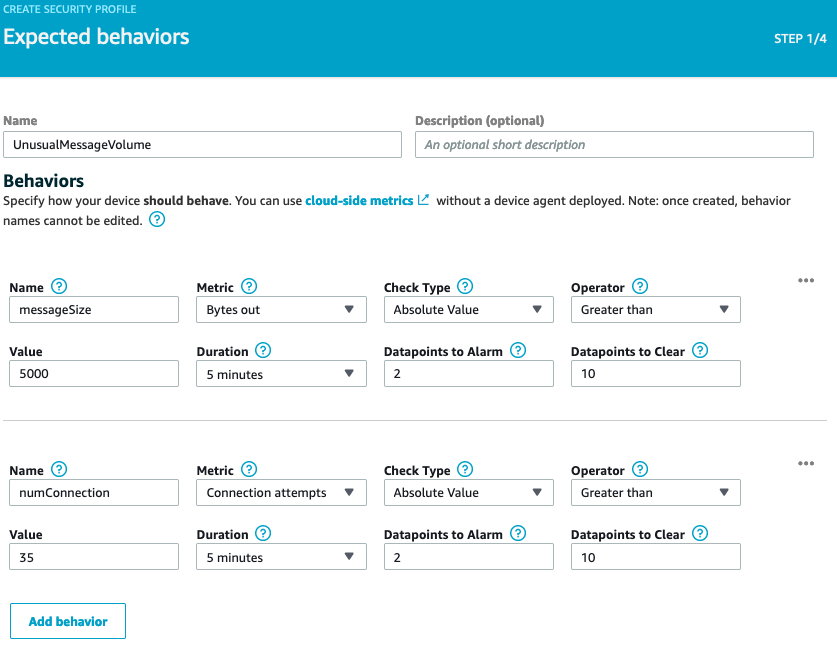 CREATE SECURITY PROFILE
Expected behaviors
STEP 1/4
Name
Description (optional)
UnusualMessageVolume
An optional short description
Behaviors
Specify how your device should behave. You can use cloud-side metrics without a device agent deployed. Note: once created, behavior
names cannot be edited. ?
Name ? Metric ? Check Type ? Operator ?
messageSize Bytes out Absolute Value Greater than
Value Duration ? Datapoints to Alarm ? Datapoints to Clear ?
5000 5 minutes 2 10
Name ? Metric ? Check Type ? Operator ?
numConnection Connection attempts Absolute Value Greater than
Value Duration ? Datapoints to Alarm ? Datapoints to Clear ?
35 5 minutes 2 10
Add behavior